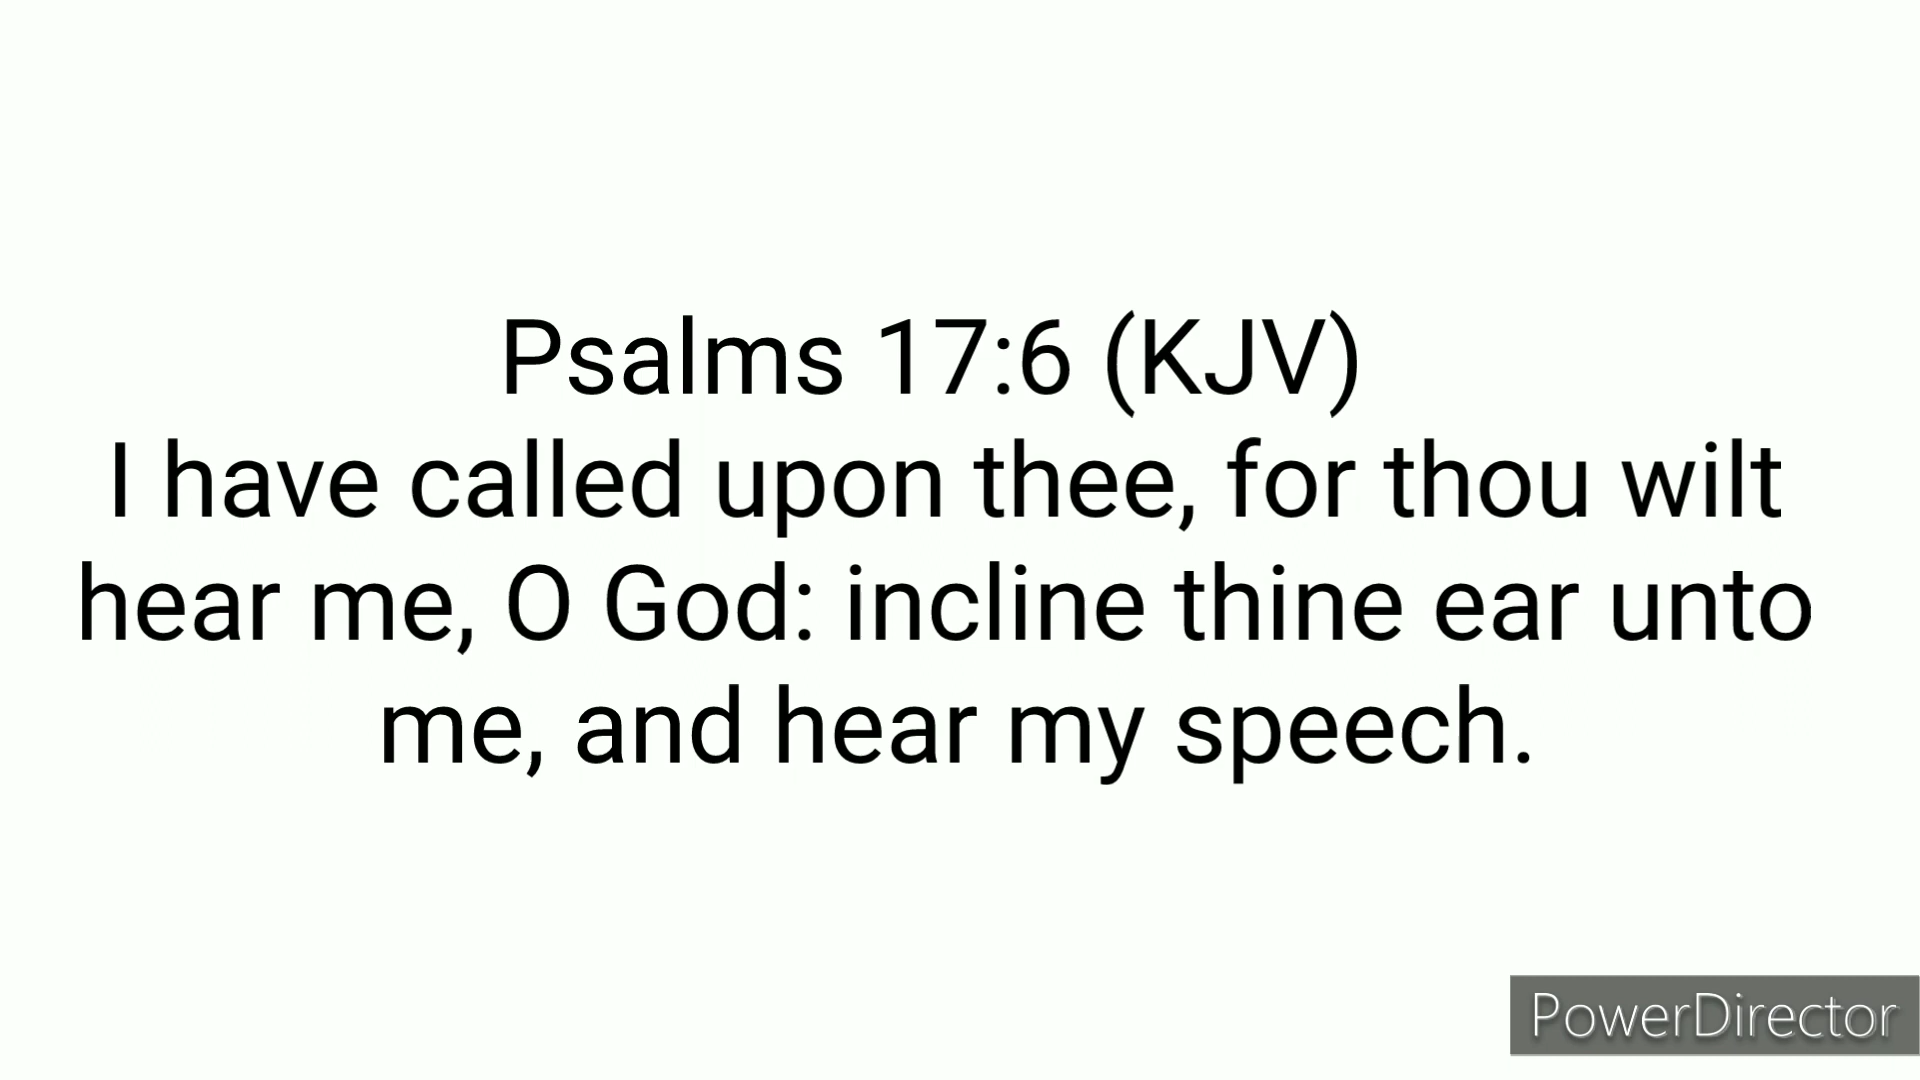 Psalms 17:6 (KJV)
I have called upon thee, for thou wilt
hear me, O God: incline thine ear unto
me, and hear my speech.
PowerDirector